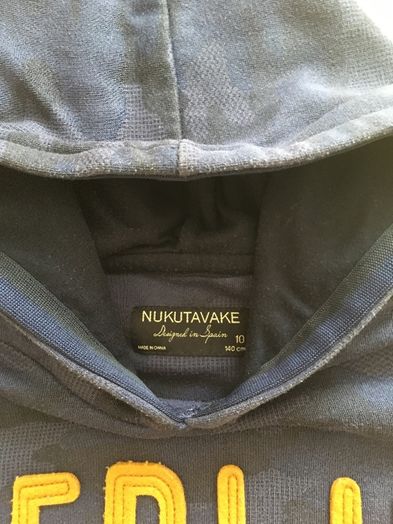 NUKUTAVAKE
Designed in Spain
10
MADE IN CHINA
140 cm